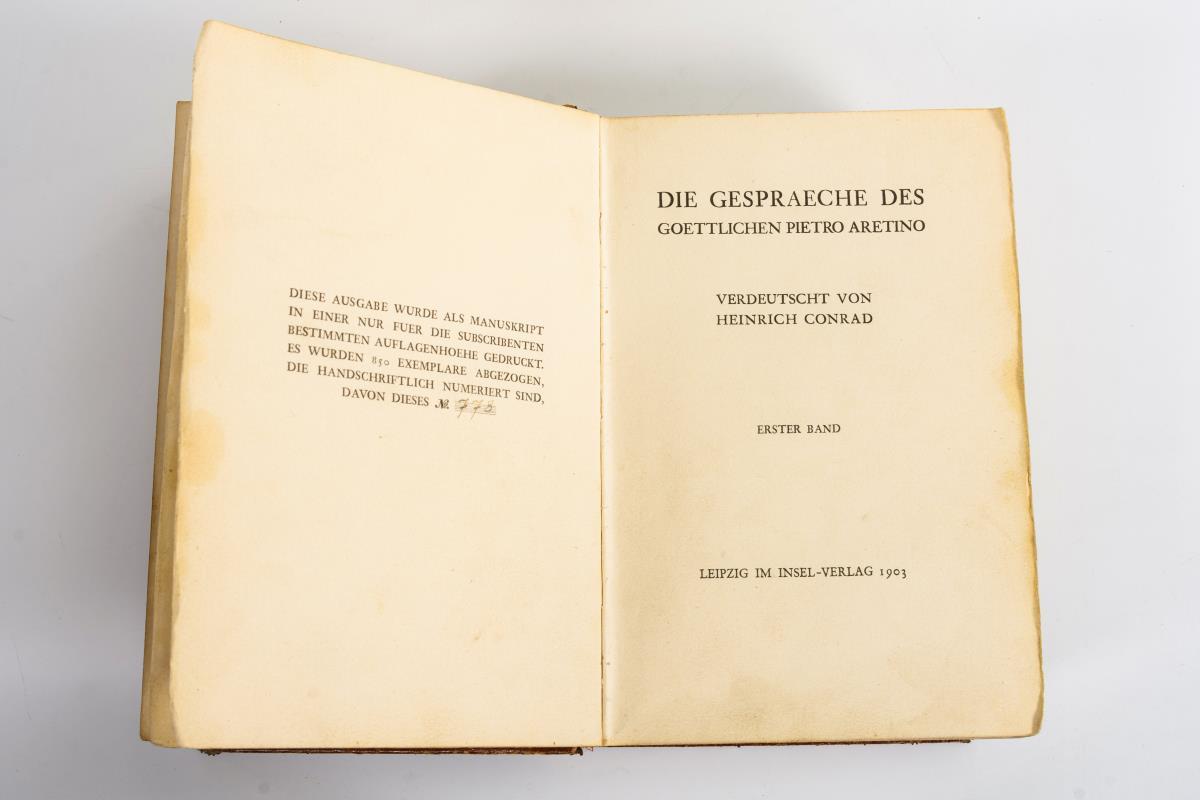 DIESE AUSGABE WURDE ALS MANUSKRIPT
IN EINER NUR FUER DIE SUBSCRIBENTEN
BESTIMMTEN AUFLAGENHOEHE GEDRUCKT.
ES WURDEN 850 EXEMPLARE ABGEZOGEN,
DIE HANDSCHRIFTLICH NUMERIERT SIND,
DAVON DIESES №
DIE GESPRAECHE DES
GOETTLICHEN PIETRO ARETINO
VERDEUTSCHT VON
HEINRICH CONRAD
ERSTER BAND
LEIPZIG IM INSEL-VERLAG 1903